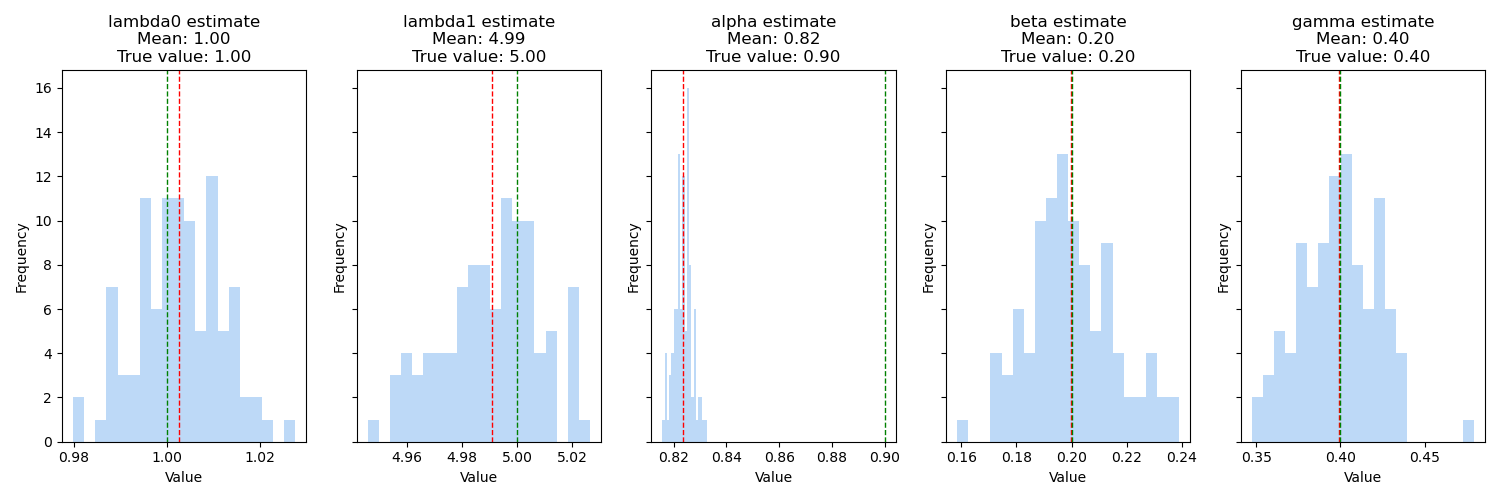 lambda0 estimate
Mean: 1.00
True value: 1.00
lambda1 estimate
Mean: 4.99
True value: 5.00
alpha estimate
Mean: 0.82
True value: 0.90
beta estimate
Mean: 0.20
True value: 0.20
gamma estimate
Mean: 0.40
True value: 0.40
16
14
12
10
8
6
4
2
0
Frequency
Frequency
Frequency
Frequency
Frequency
0.98 1.00 1.02
4.96 4.98 5.00 5.02
0.82 0.84 0.86 0.88 0.90
0.16 0.18 0.20 0.22 0.24
0.35 0.40 0.45
Value
Value
Value
Value
Value